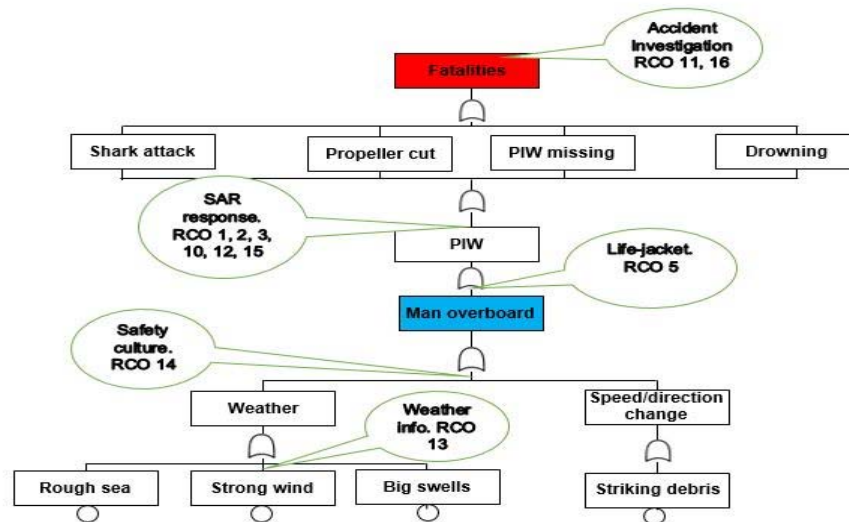 Accident
Investigation
RCO 11, 16
Fatalities
Shark attack
Propeller cut
PIW missing
Drowning
SAR
response.
RCO 1, 2, 3,
10, 12, 15
PIW
Life-jacket.
RCO 5
Man overboard
Safety
culture.
RCO 14
Weather
Speed/direction
change
Weather
info. RCO
13
Rough sea
Strong wind
Big swells
Striking debris